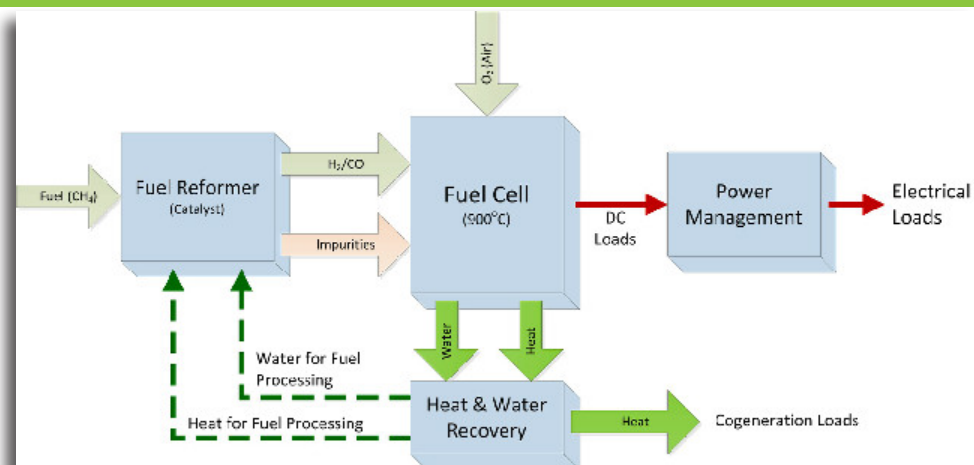 O₂ (Air)
Fuel (CH₄)
Fuel Reformer
(Catalyst)
H₂/CO
Impurities
Fuel Cell
(900°C)
DC
Loads
Power
Management
Electrical
Loads
Water
Heat
Water for Fuel
Processing
Heat for Fuel Processing
Heat & Water
Recovery
Heat
Cogeneration Loads